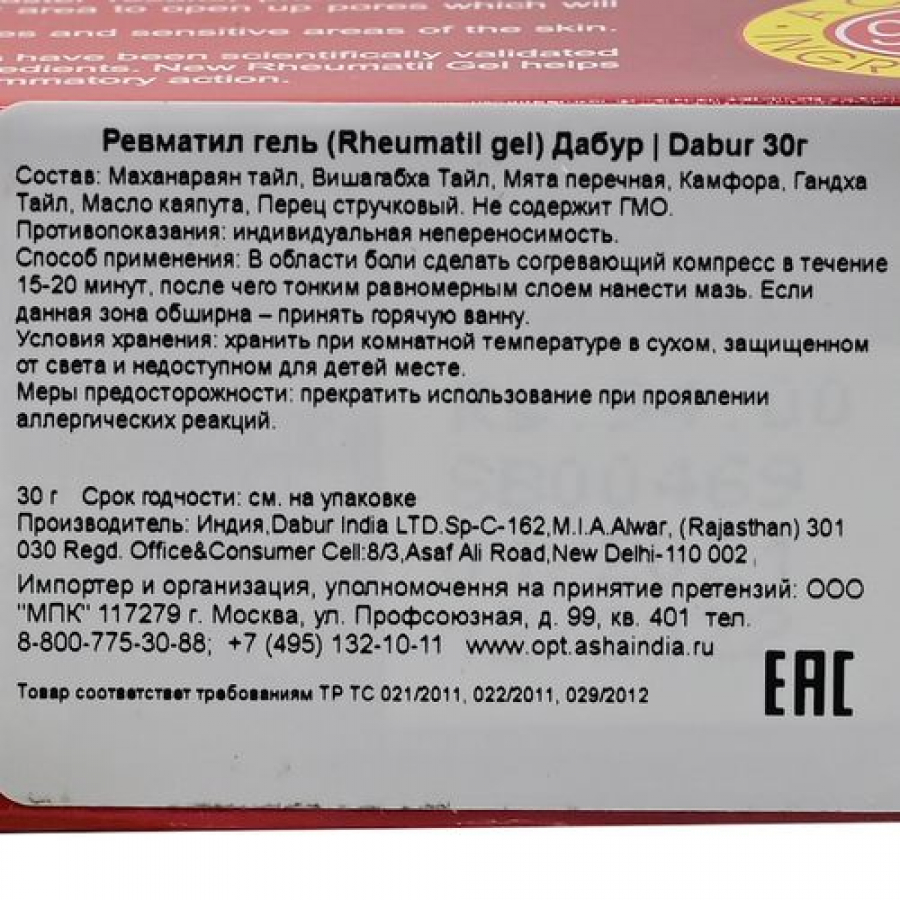 area to open up pores which will
es and sensitive areas of the skin.
have been scientifically validated
edients. New Rheumatil Gel helps
mmatory action.
INGR
Ревматил гель (Rheumatil gel) Дабур | Dabur 30г
Состав: Маханараян тайл, Вишагабха Тайл, Мята перечная, Камфора, Гандха
Тайл, Масло каяпута, Перец стручковый. Не содержит ГМО.
Противопоказания: индивидуальная непереносимость.
Способ применения: В области боли сделать согревающий компресс в течение
15-20 минут, после чего тонким равномерным слоем нанести мазь. Если
данная зона обширна – принять горячую ванну.
Условия хранения: хранить при комнатной температуре в сухом, защищенном
от света и недоступном для детей месте.
Меры предосторожности: прекратить использование при проявлении
аллергических реакций.
30 г Срок годности: см. на упаковке
Производитель: Индия,Dabur India LTD.Sp-C-162,M.I.A.Alwar, (Rajasthan) 301
030 Regd. Office&Consumer Cell:8/3,Asaf Ali Road,New Delhi-110 002 ,
Импортер и организация, уполномочення на принятие претензий: ООО
"МПК" 117279 г. Москва, ул. Профсоюзная, д. 99, кв. 401 тел.
8-800-775-30-88; +7 (495) 132-10-11 www.opt.ashaindia.ru
Товар соответствет требованиям ТР ТС 021/2011, 022/2011, 029/2012
EAC